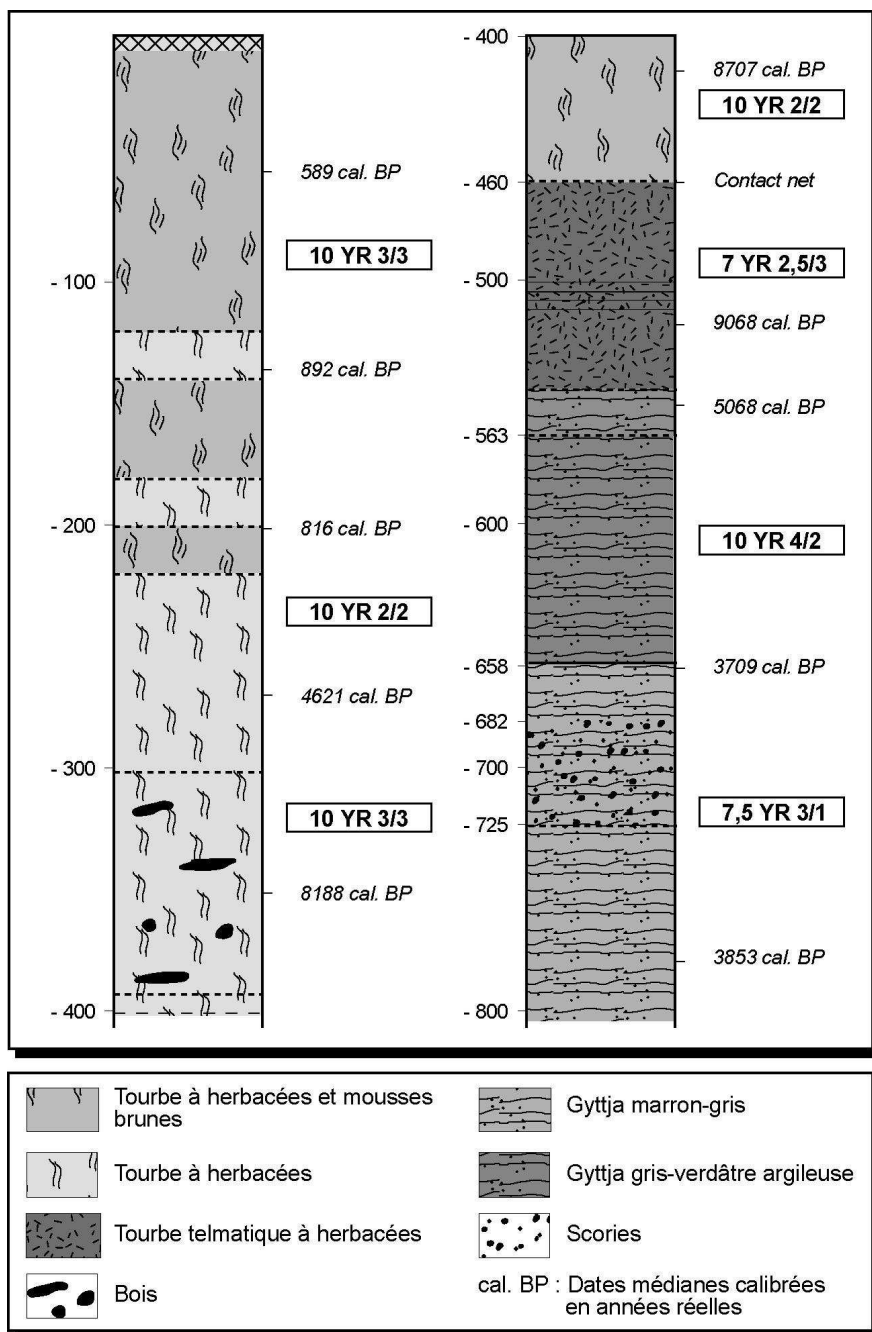 589 cal. BP
10 YR 3/3
- 100
892 cal. BP
- 200
816 cal. BP
10 YR 2/2
4621 cal. BP
- 300
10 YR 3/3
8188 cal. BP
- 400
- 400
8707 cal. BP
10 YR 2/2
- 460
Contact net
7 YR 2,5/3
- 500
9068 cal. BP
5068 cal. BP
- 563
- 600
10 YR 4/2
- 658
3709 cal. BP
- 682
- 700
7,5 YR 3/1
- 725
3853 cal. BP
- 800
Tourbe à herbacées et mousses
brunes
Tourbe à herbacées
Tourbe telmatique à herbacées
Bois
Gyttja marron-gris
Gyttja gris-verdâtre argileuse
Scories
cal. BP : Dates médianes calibrées
en années réelles